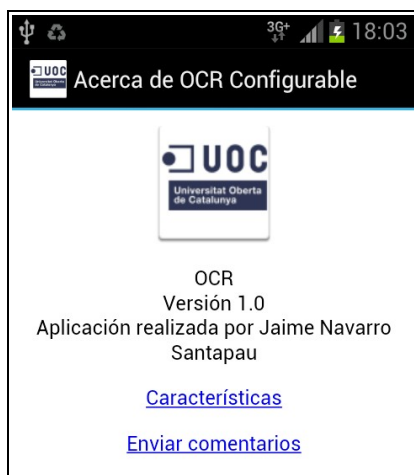 3G+ 18:03
UOC Acerca de OCR Configurable
UOC
Universitat Oberta
de Catalunya
OCR
Versión 1.0
Aplicación realizada por Jaime Navarro
Santapau
Características
Enviar comentarios